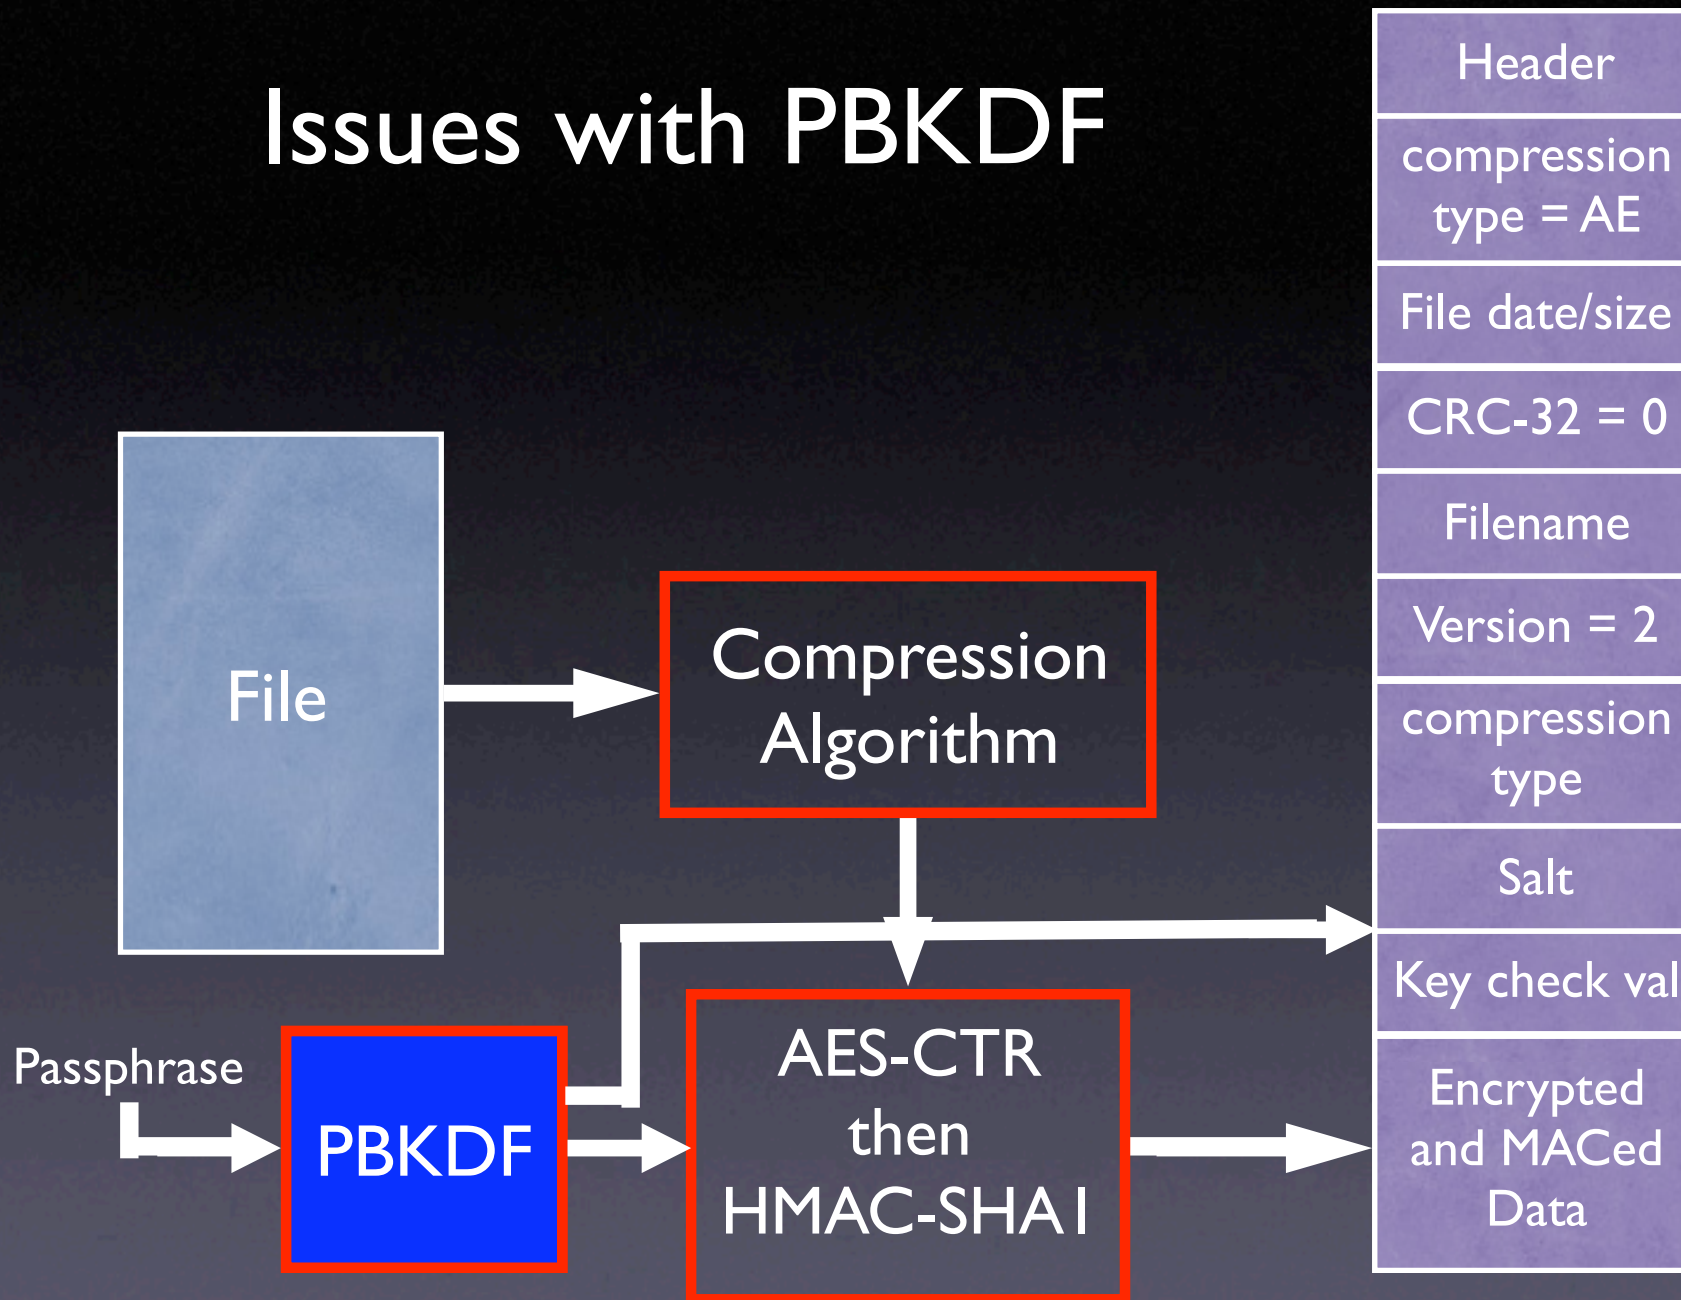 Issues with PBKDF
File
Compression
Algorithm
Passphrase
PBKDF
AES-CTR
then
HMAC-SHA1
Header
compression
type = AE
File date/size
CRC-32 = 0
Filename
Version = 2
compression
type
Salt
Key check val
Encrypted
and MACed
Data